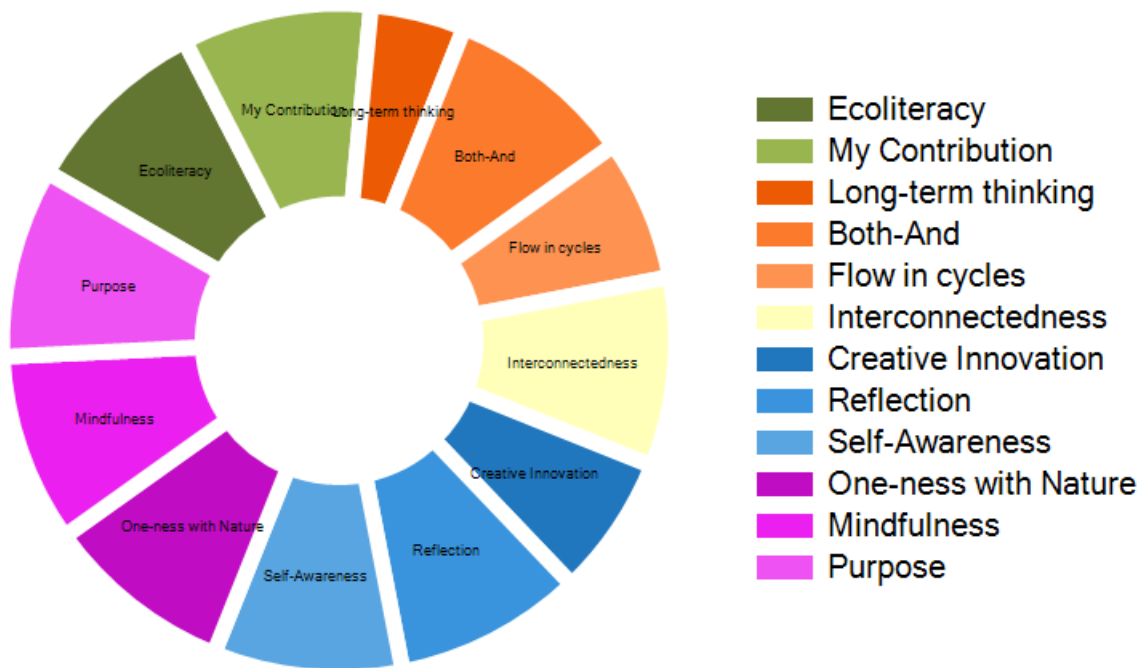 My Contribution
Long-term thinking
Both-And
Ecoliteracy
Flow in cycles
Purpose
Interconnectedness
Mindfulness
Creative Innovation
One-ness with Nature
Reflection
Self-Awareness
Ecoliteracy
My Contribution
Long-term thinking
Both-And
Flow in cycles
Interconnectedness
Creative Innovation
Reflection
Self-Awareness
One-ness with Nature
Mindfulness
Purpose